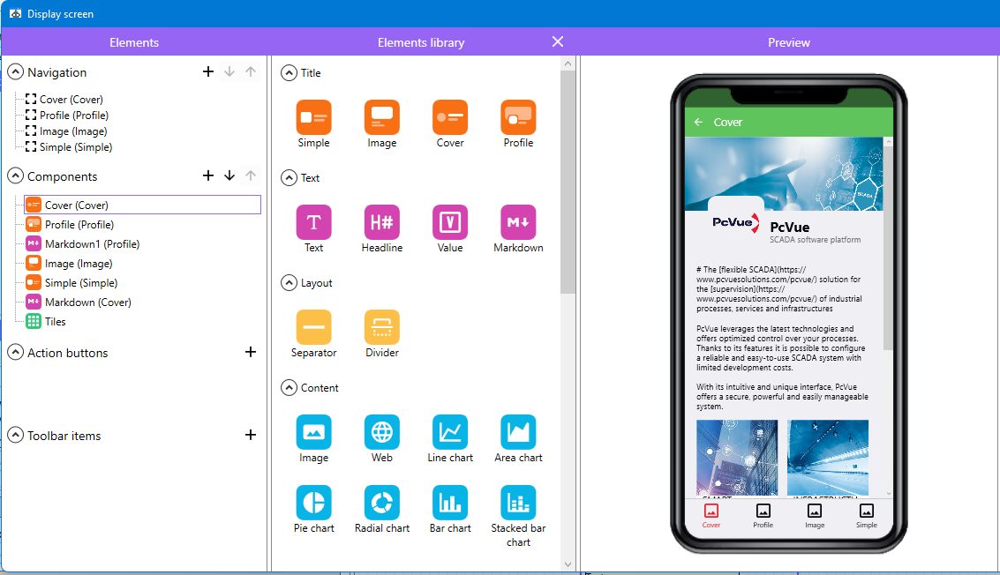 Display screen
Elements
Elements library
Preview
Navigation
Cover (Cover)
Profile (Profile)
Image (Image)
Simple (Simple)
Components
Cover (Cover)
Profile (Profile)
Markdown1 (Profile)
Image (Image)
Simple (Simple)
Markdown (Cover)
Tiles
Action buttons
Toolbar items
Title
Simple
Image
Cover
Profile
Text
T
H#
V
M
Text
Headline
Value
Markdown
Layout
Separator
Divider
Content
Image
Web
Line chart
Area chart
Pie chart
Radial chart
Bar chart
Stacked bar
chart
Cover
SCADA
PcVue
PcVue
SCADA software platform
# The [flexible SCADA](https://
www.pcvuesolutions.com/pcvue/) solution for
the [supervision](https://
www.pcvuesolutions.com/pcvue/) of industrial
processes, services and infrastructures
PcVue leverages the latest technologies and
offers optimized control over your processes.
Thanks to its features it is possible to configure
a reliable and easy-to-use SCADA system with
limited development costs.
With its intuitive and unique interface, PcVue
offers a secure, powerful and easily manageable
system.
SMART
INFRASTRUCTU
Cover
Profile
Image
Simple